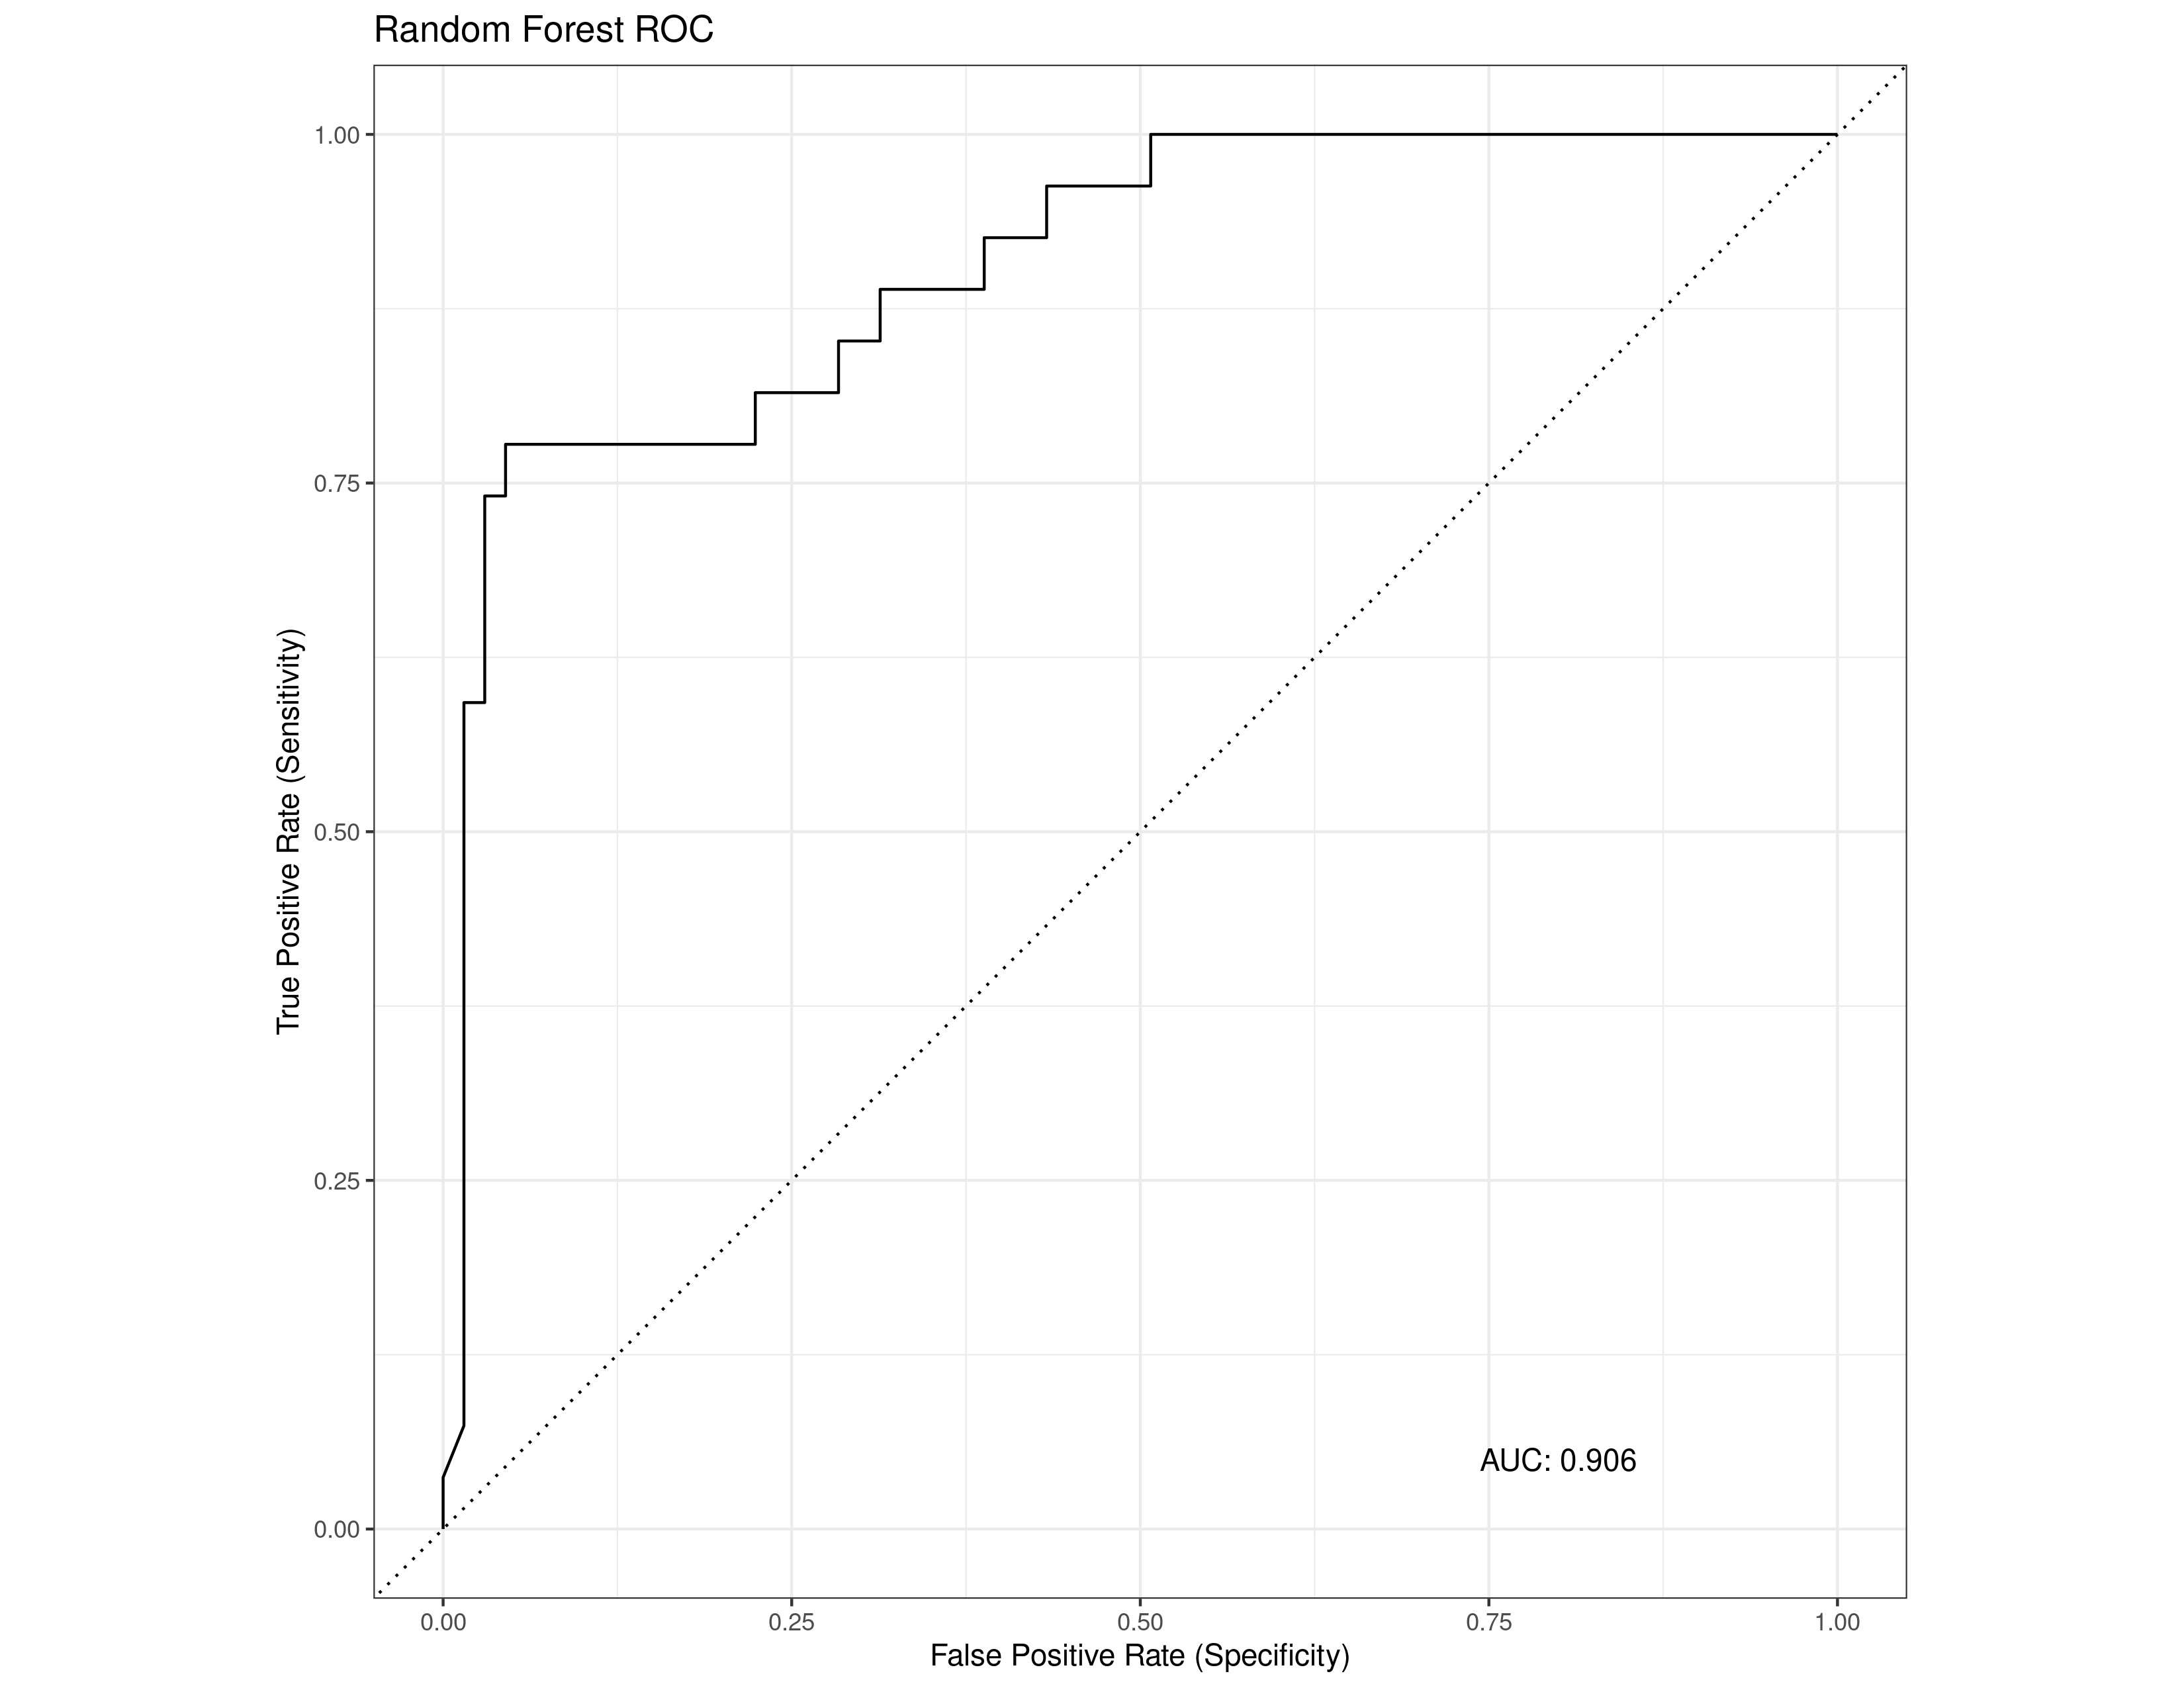 Random Forest ROC
1.00
0.75
0.50
0.25
0.00
True Positive Rate (Sensitivity)
AUC: 0.906
0.00 0.25 0.50 0.75 1.00
False Positive Rate (Specificity)